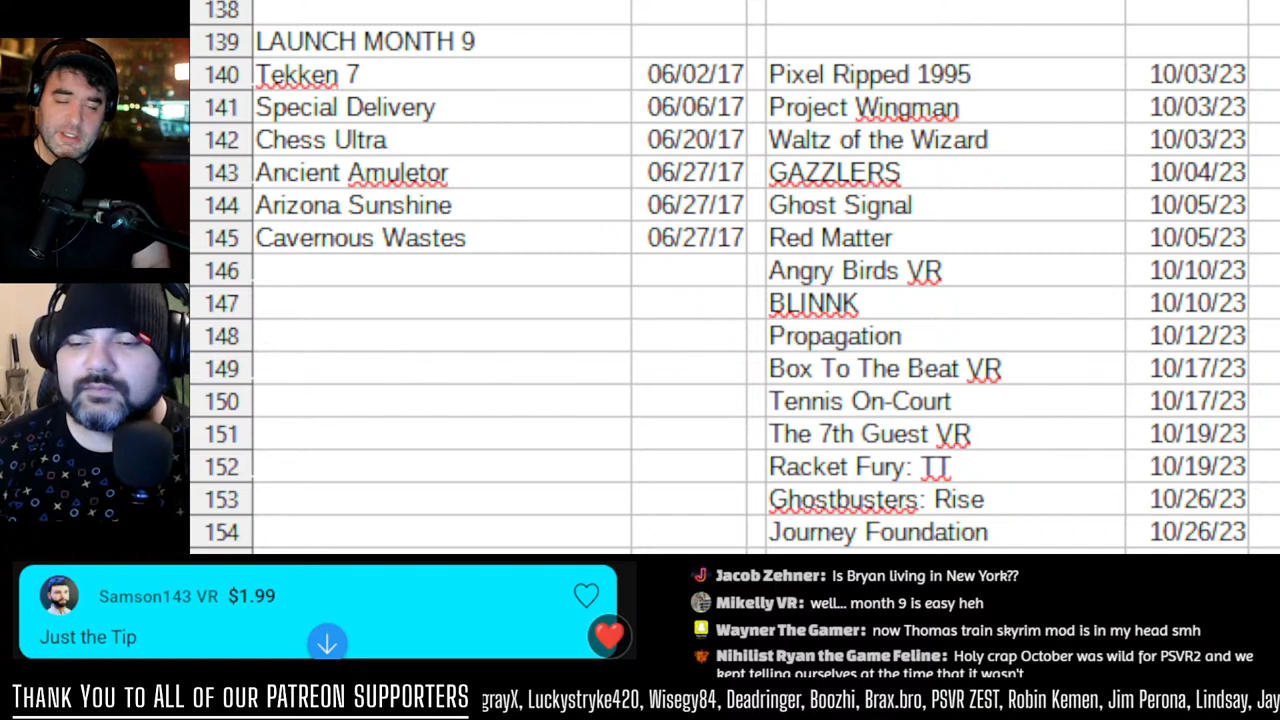 138
139 LAUNCH MONTH 9
140 Tekken 7 06/02/17 Pixel Ripped 1995 10/03/23
141 Special Delivery 06/06/17 Project Wingman 10/03/23
142 Chess Ultra 06/20/17 Waltz of the Wizard 10/03/23
143 Ancient Amuletor 06/27/17 GAZZLERS 10/04/23
144 Arizona Sunshine 06/27/17 Ghost Signal 10/05/23
145 Cavernous Wastes 06/27/17 Red Matter 10/05/23
146 Angry Birds VR 10/10/23
147 BLINNK 10/10/23
148 Propagation 10/12/23
149 Box To The Beat VR 10/17/23
150 Tennis On-Court 10/17/23
151 The 7th Guest VR 10/19/23
152 Racket Fury: TT 10/19/23
153 Ghostbusters: Rise 10/26/23
154 Journey Foundation 10/26/23
Samson143 VR $1.99
Just the Tip
Jacob Zehner: Is Bryan living in New York??
Mikelly VR: well... month 9 is easy heh
Wayner The Gamer: now Thomas train skyrim mod is in my head smh
Nihilist Ryan the Game Feline: Holy crap October was wild for PSVR2 and we
kept telling ourselves at the time that it wasn't
THANK YOU TO ALL OF OUR PATREON SUPPORTERS grayX, Luckystryke420, Wisegy84, Deadringer, Boozhi, Brax.bro, PSVR ZEST, Robin Kemen, Jim Perona, Lindsay, Jay